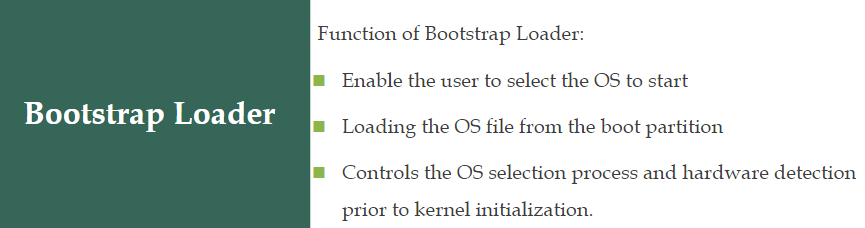 Bootstrap Loader
Function of Bootstrap Loader:
Enable the user to select the OS to start
Loading the OS file from the boot partition
Controls the OS selection process and hardware detection
prior to kernel initialization.